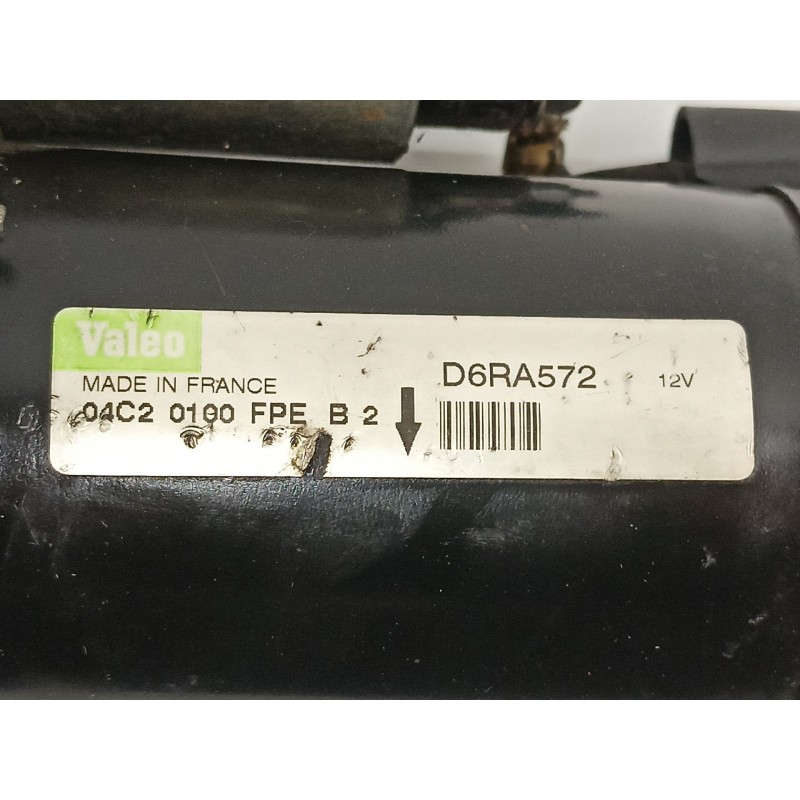 Valeo
MADE IN FRANCE
04C2 0100 FPE B 2
D6RA572
12V